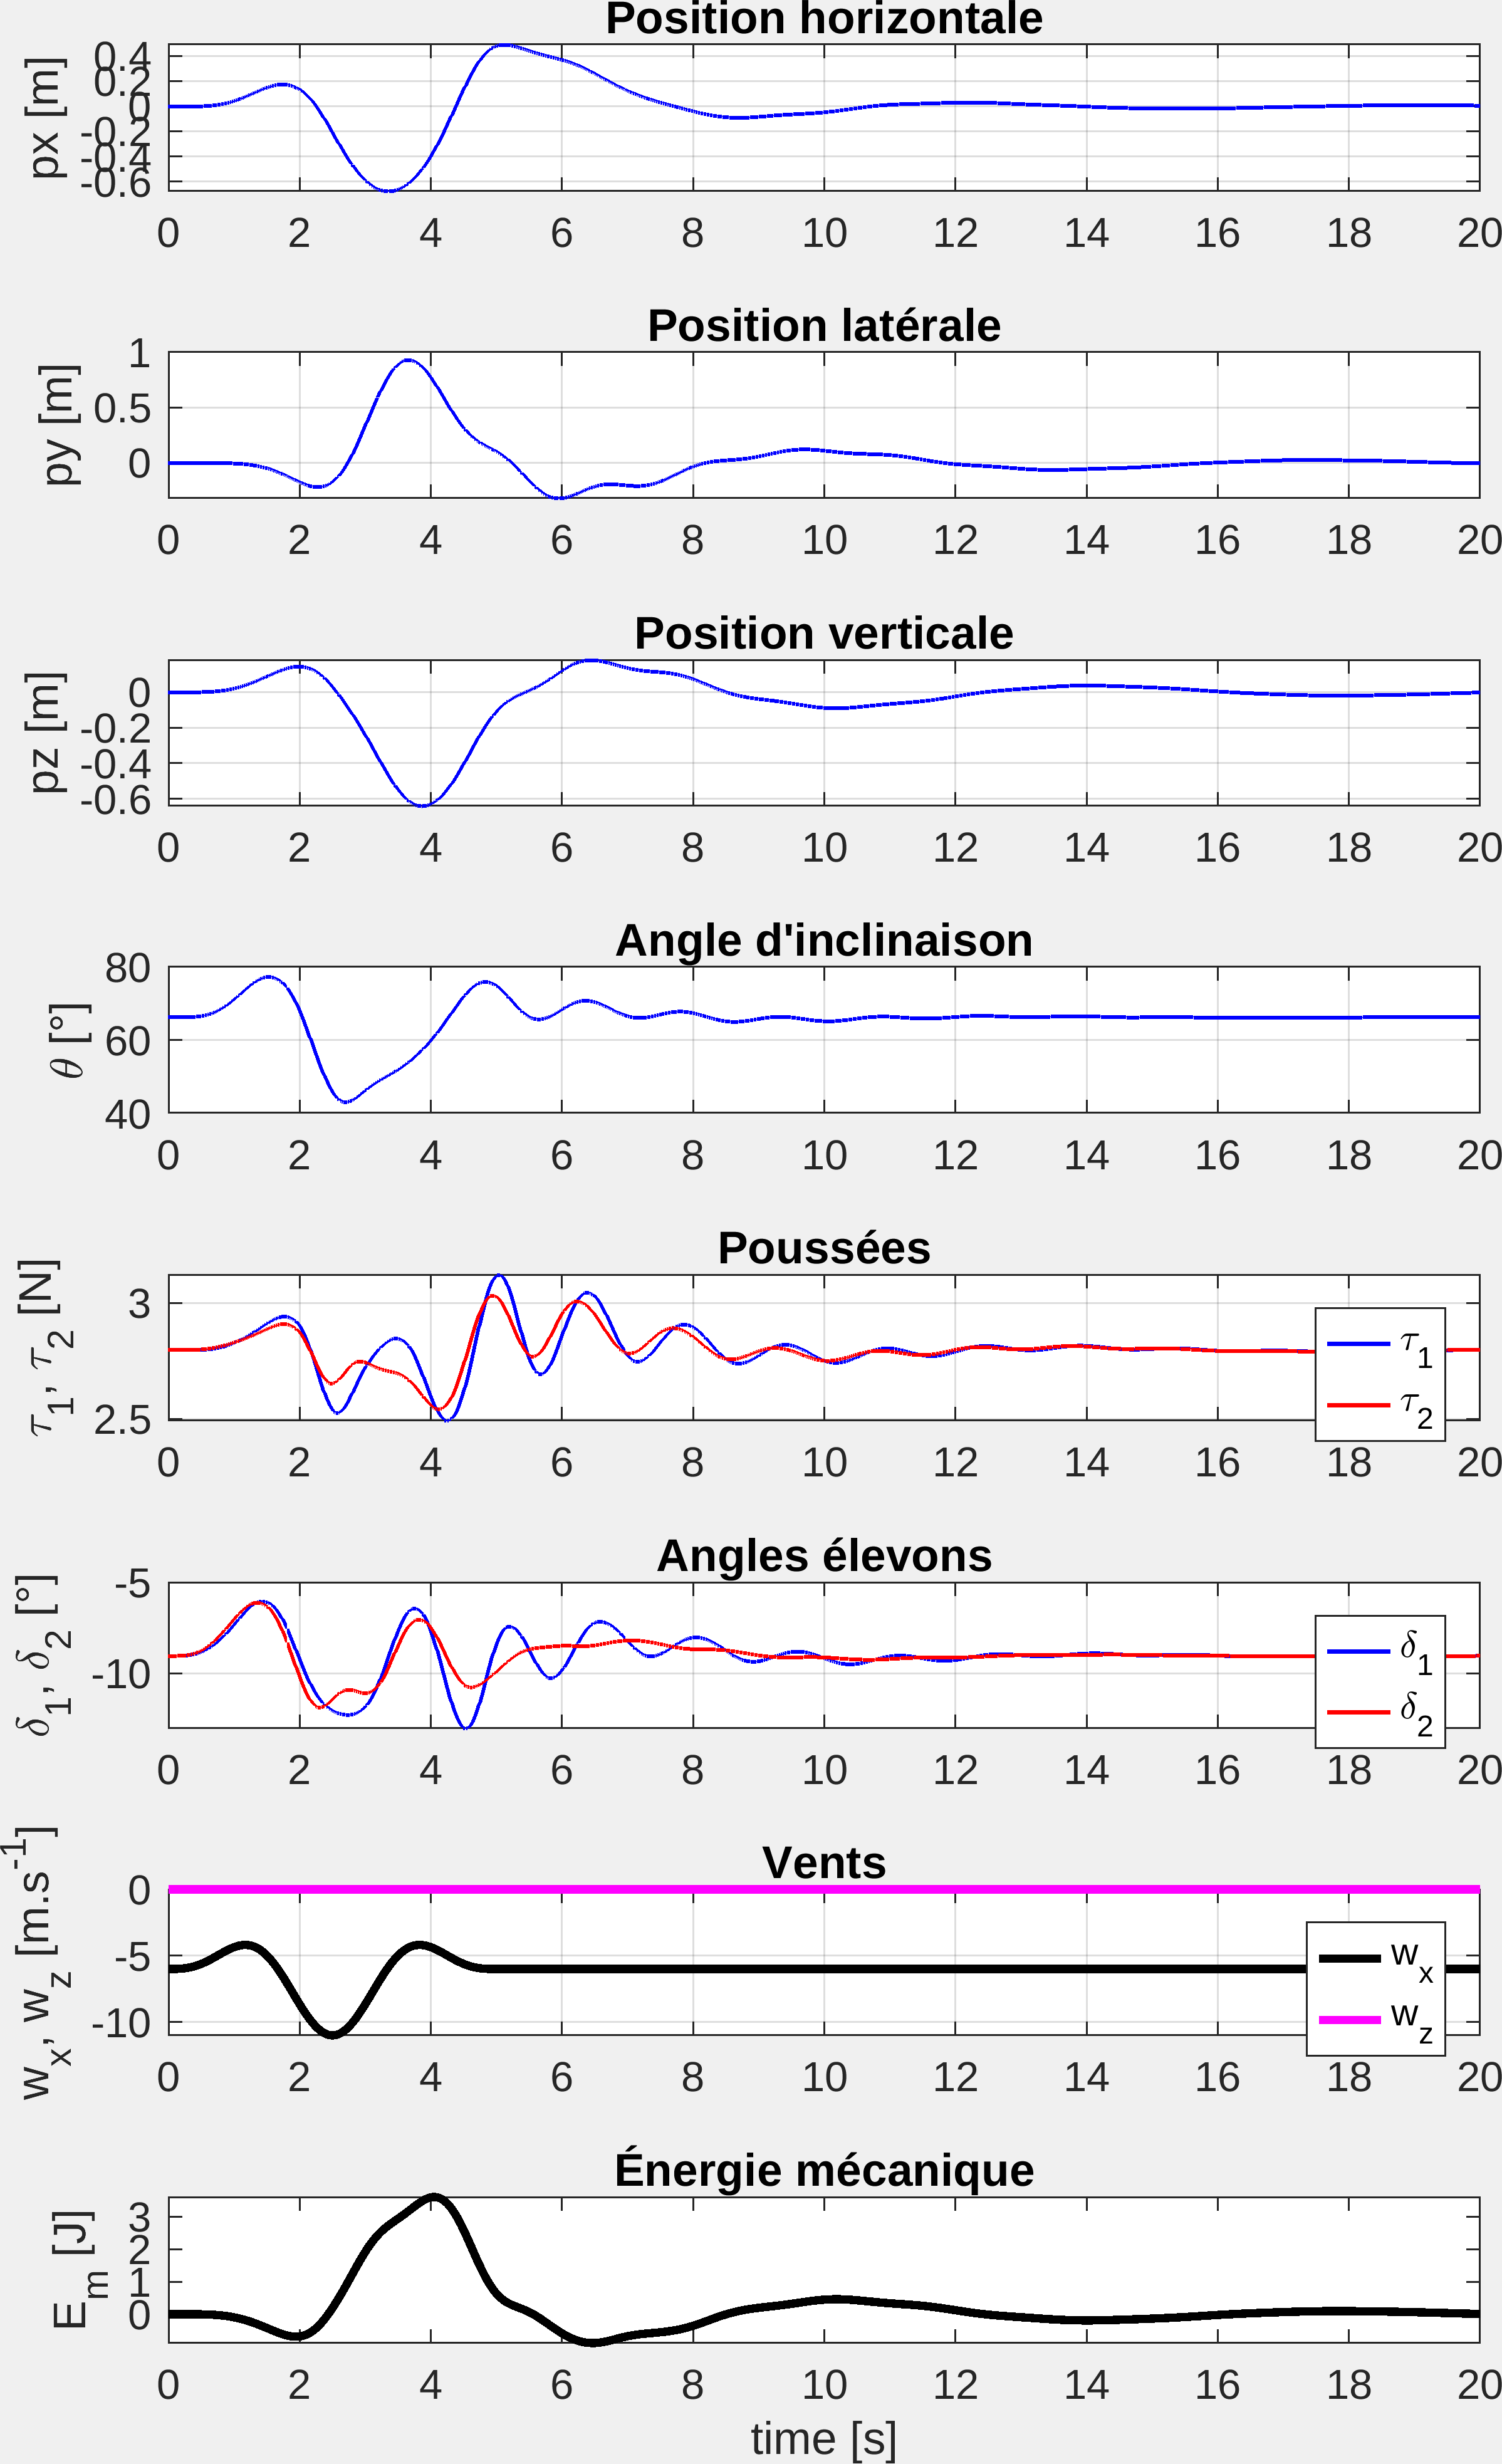 Position horizontale
px [m]
0.4
0.2
0
-0.2
-0.4
-0.6
0 2 4 6 8 10 12 14 16 18 20
Position latérale
py [m]
1
0.5
0
0 2 4 6 8 10 12 14 16 18 20
Position verticale
pz [m]
0
-0.2
-0.4
-0.6
0 2 4 6 8 10 12 14 16 18 20
Angle d'inclinaison
θ [°]
80
60
40
0 2 4 6 8 10 12 14 16 18 20
Poussées
τ1, τ2 [N]
3
2.5
τ1
τ2
0 2 4 6 8 10 12 14 16 18 20
Angles élevons
δ1, δ2 [°]
-5
-10
δ1
δ2
0 2 4 6 8 10 12 14 16 18 20
Vents
wx, wz [m.s-1]
0
-5
-10
wx
wz
0 2 4 6 8 10 12 14 16 18 20
Énergie mécanique
Em [J]
3
2
1
0
0 2 4 6 8 10 12 14 16 18 20
time [s]